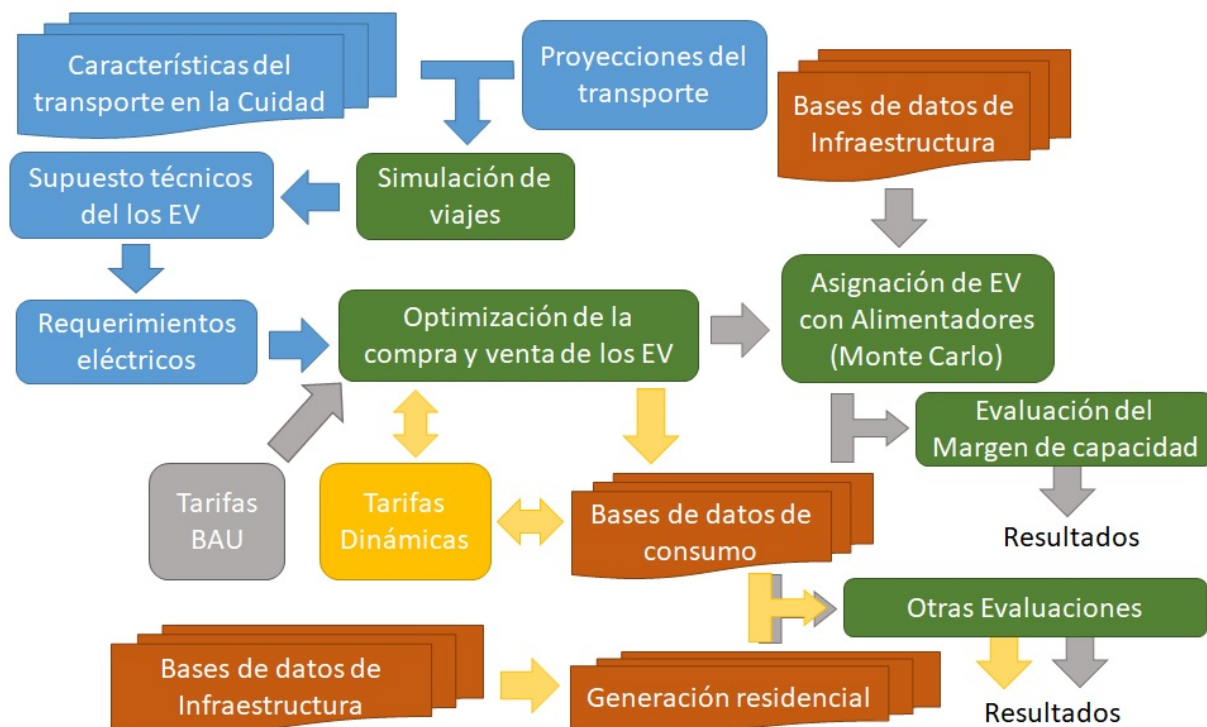 Características del
transporte en la Cuidad
Proyecciones del
transporte
Bases de datos de
Infraestructura
Supuesto técnicos
del los EV
Simulación de
viajes
Requerimientos
eléctricos
Optimización de la
compra y venta de los EV
Asignación de EV
con Alimentadores
(Monte Carlo)
Evaluación del
Margen de capacidad
Tarifas
BAU
Tarifas
Dinámicas
Bases de datos de
consumo
Resultados
Otras Evaluaciones
Bases de datos de
Infraestructura
Generación residencial
Resultados